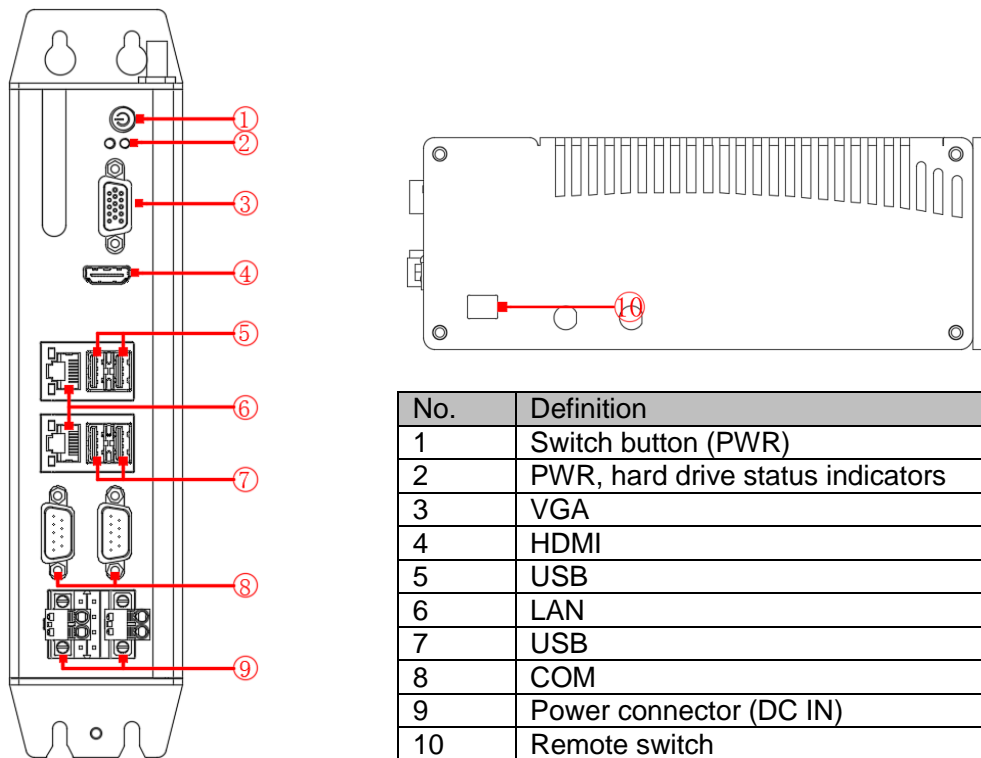 ①
②
③
④
⑤
⑥
⑦
⑧
⑨
⑩
No. Definition
1 Switch button (PWR)
2 PWR, hard drive status indicators
3 VGA
4 HDMI
5 USB
6 LAN
7 USB
8 COM
9 Power connector (DC IN)
10 Remote switch